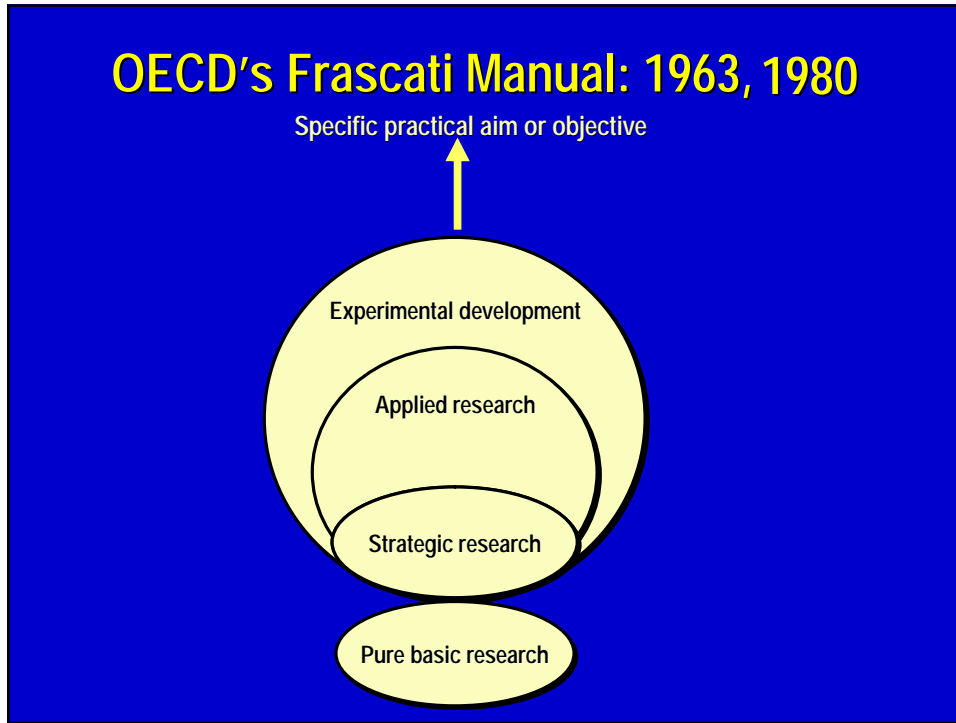 OECD's Frascati Manual: 1963, 1980
Specific practical aim or objective
Experimental development
Applied research
Strategic research
Pure basic research